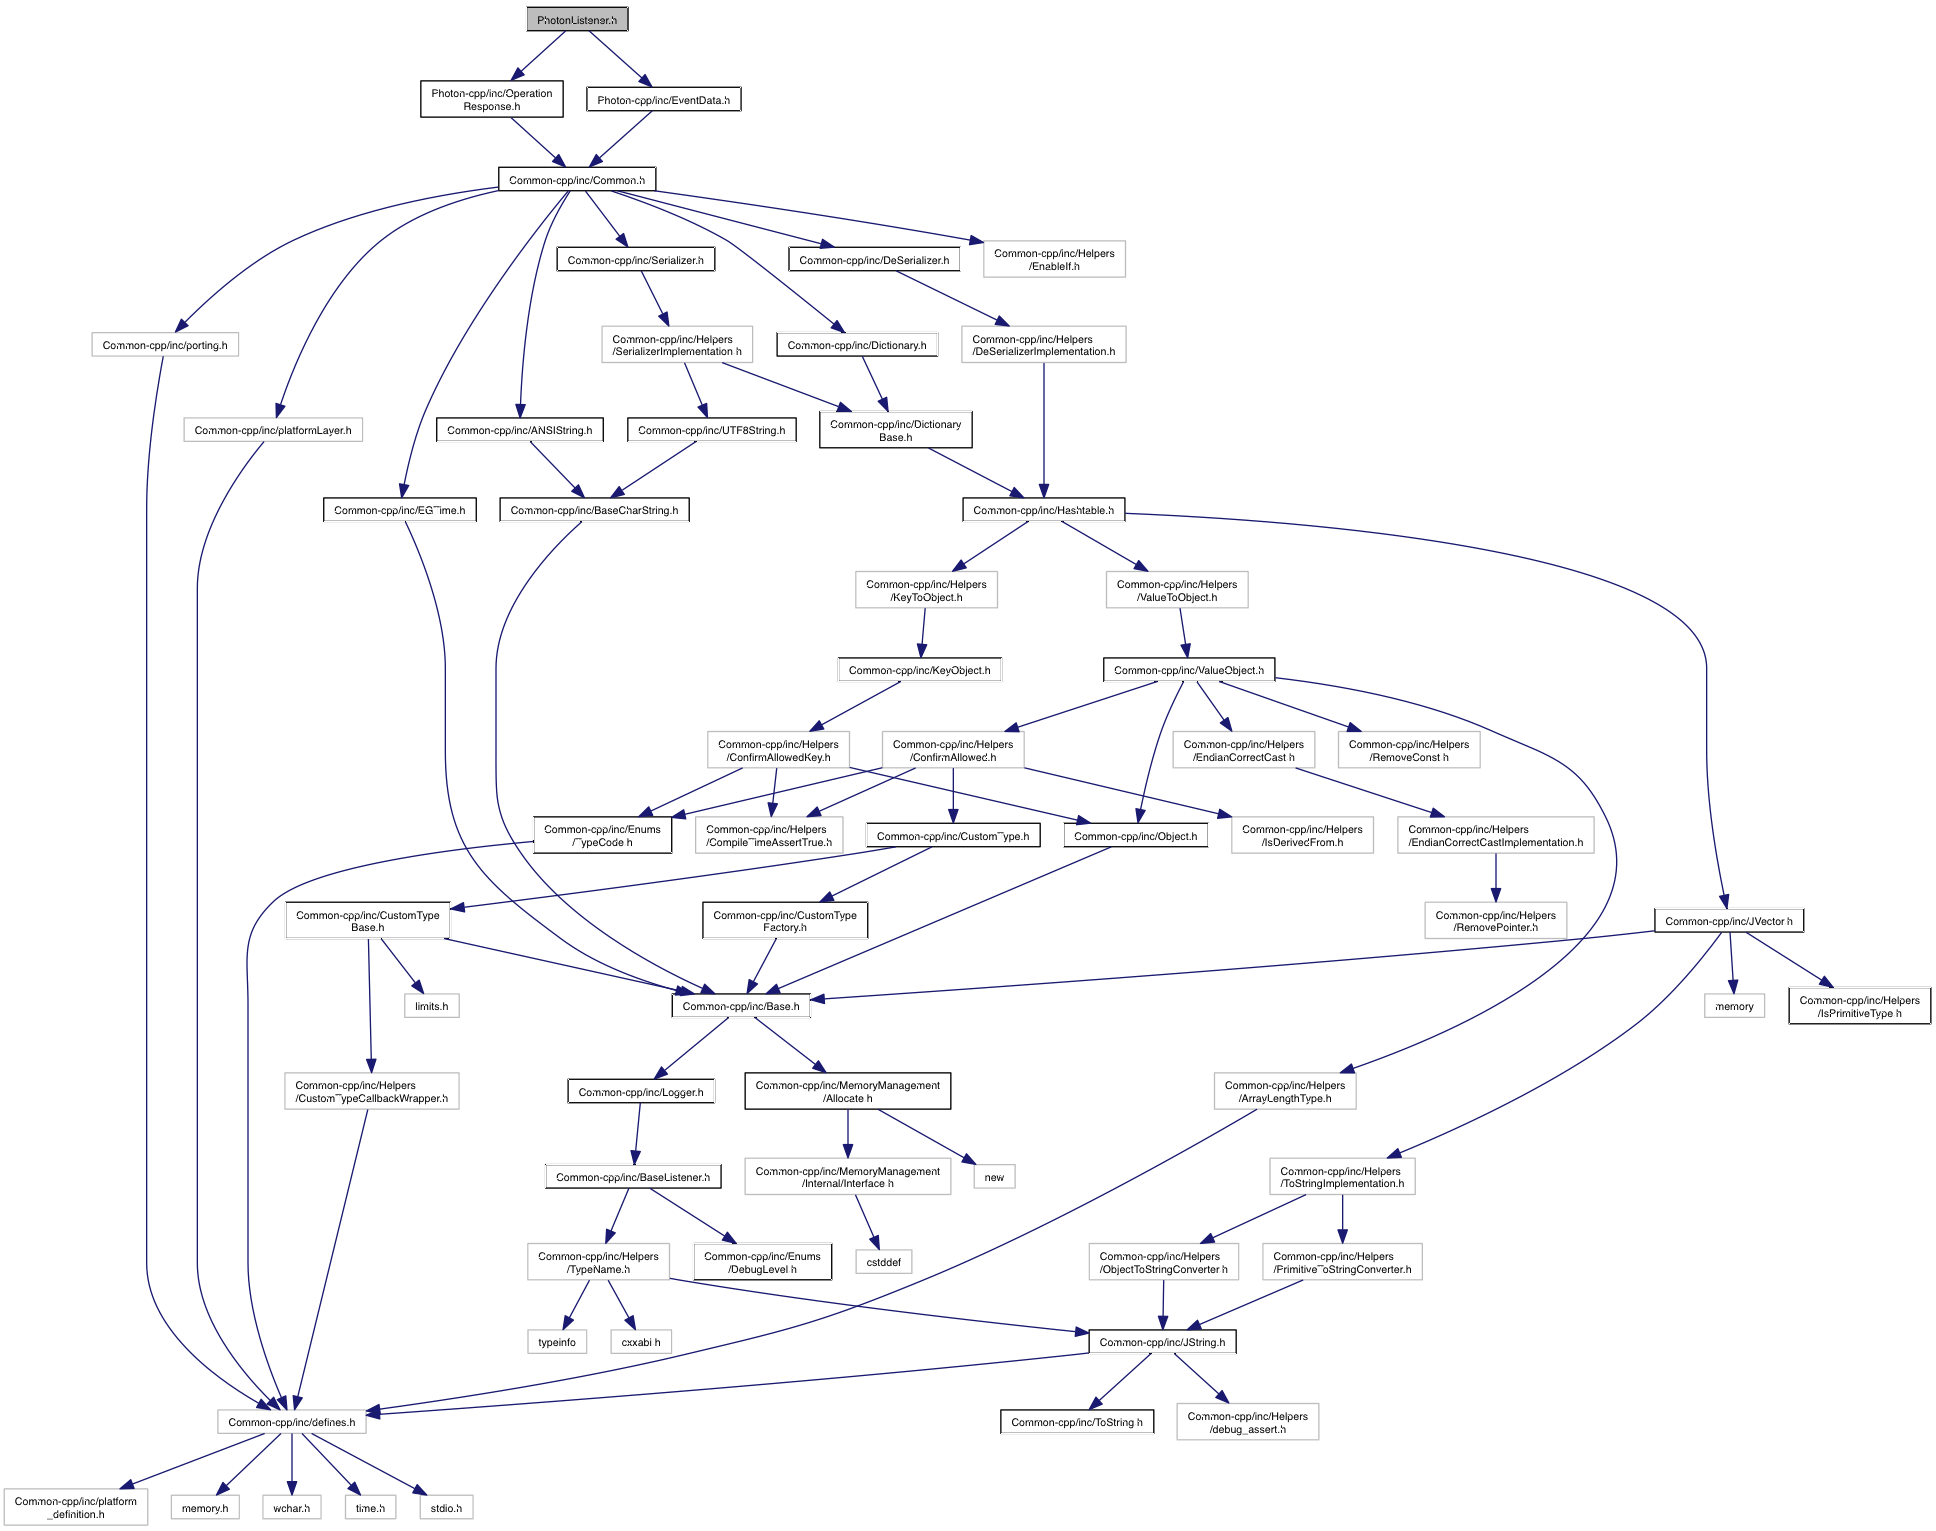 PhotonListener.h
Photon-cpp/inc/Operation
Response.h
Photon-cpp/inc/EventData.h
Common-cpp/inc/Common.h
Common-cpp/inc/Serializer.h
Common-cpp/inc/DeSerializer.h
Common-cpp/inc/Helpers
/EnableIf.h
Common-cpp/inc/porting.h
Common-cpp/inc/Helpers
/SerializerImplementation.h
Common-cpp/inc/Dictionary.h
Common-cpp/inc/Helpers
/DeSerializerImplementation.h
Common-cpp/inc/platformLayer.h
Common-cpp/inc/ANSIString.h
Common-cpp/inc/UTF8String.h
Common-cpp/inc/Dictionary
Base.h
Common-cpp/inc/EGTime.h
Common-cpp/inc/BaseCharString.h
Common-cpp/inc/Hashtable.h
Common-cpp/inc/Helpers
/KeyToObject.h
Common-cpp/inc/Helpers
/ValueToObject.h
Common-cpp/inc/KeyObject.h
Common-cpp/inc/ValueObject.h
Common-cpp/inc/Helpers
/ConfirmAllowedKey.h
Common-cpp/inc/Helpers
/ConfirmAllowed.h
Common-cpp/inc/Helpers
/EndianCorrectCast.h
Common-cpp/inc/Helpers
/RemoveConst.h
Common-cpp/inc/Enums
/TypeCode.h
Common-cpp/inc/Helpers
/CompileTimeAssertTrue.h
Common-cpp/inc/CustomType.h
Common-cpp/inc/Object.h
Common-cpp/inc/Helpers
/IsDerivedFrom.h
Common-cpp/inc/Helpers
/EndianCorrectCastImplementation.h
Common-cpp/inc/CustomType
Base.h
Common-cpp/inc/CustomType
Factory.h
Common-cpp/inc/Helpers
/RemovePointer.h
Common-cpp/inc/JVector.h
limits.h
Common-cpp/inc/Base.h
memory
Common-cpp/inc/Helpers
/IsPrimitiveType.h
Common-cpp/inc/Helpers
/CustomTypeCallbackWrapper.h
Common-cpp/inc/Logger.h
Common-cpp/inc/MemoryManagement
/Allocate.h
Common-cpp/inc/Helpers
/ArrayLengthType.h
Common-cpp/inc/BaseListener.h
Common-cpp/inc/MemoryManagement
/Internal/Interface.h
new
Common-cpp/inc/Helpers
/ToStringImplementation.h
Common-cpp/inc/Helpers
/TypeName.h
Common-cpp/inc/Enums
/DebugLevel.h
cstddef
Common-cpp/inc/Helpers
/ObjectToStringConverter.h
Common-cpp/inc/Helpers
/PrimitiveToStringConverter.h
typeinfo
cxxabi.h
Common-cpp/inc/JString.h
Common-cpp/inc/defines.h
Common-cpp/inc/ToString.h
Common-cpp/inc/Helpers
/debug_assert.h
Common-cpp/inc/platform
_definition.h
memory.h
wchar.h
time.h
stdio.h